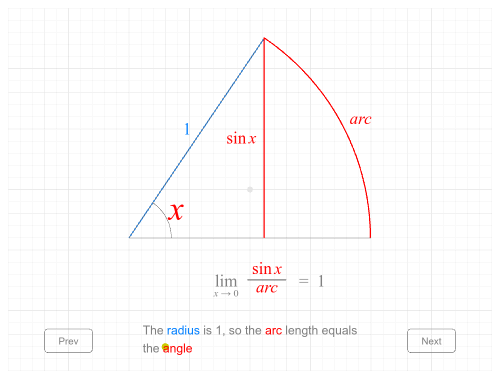 1
sin x
arc
x
lim x → 0 sin x / arc = 1
The radius is 1, so the arc length equals
the angle
Prev
Next